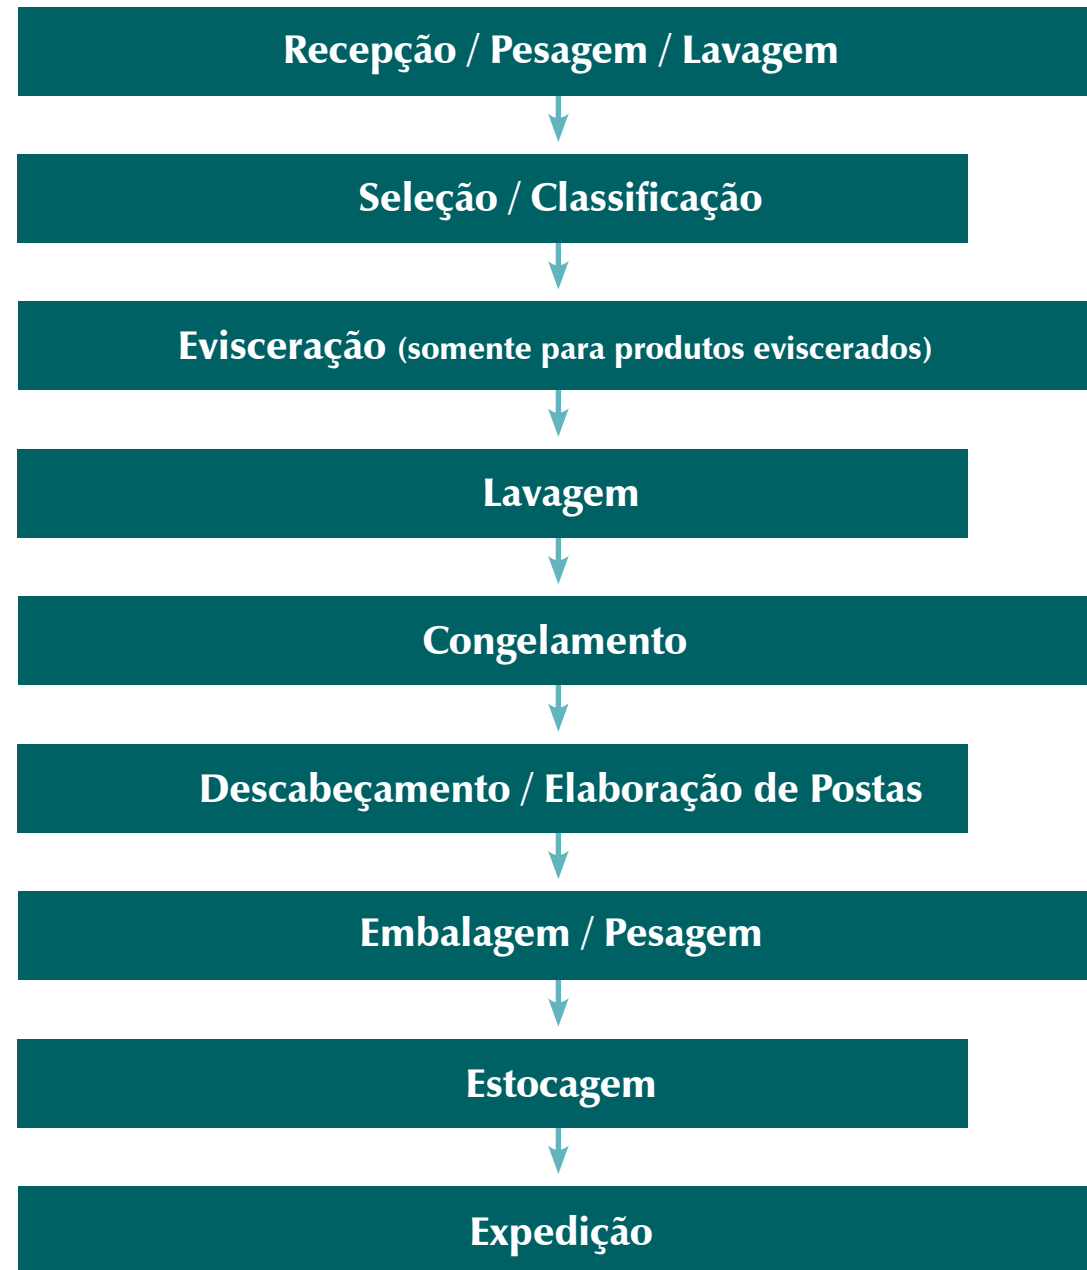 Recepção / Pesagem / Lavagem
Seleção / Classificação
Evisceração (somente para produtos eviscerados)
Lavagem
Congelamento
Descabeçamento / Elaboração de Postas
Embalagem / Pesagem
Estocagem
Expedição